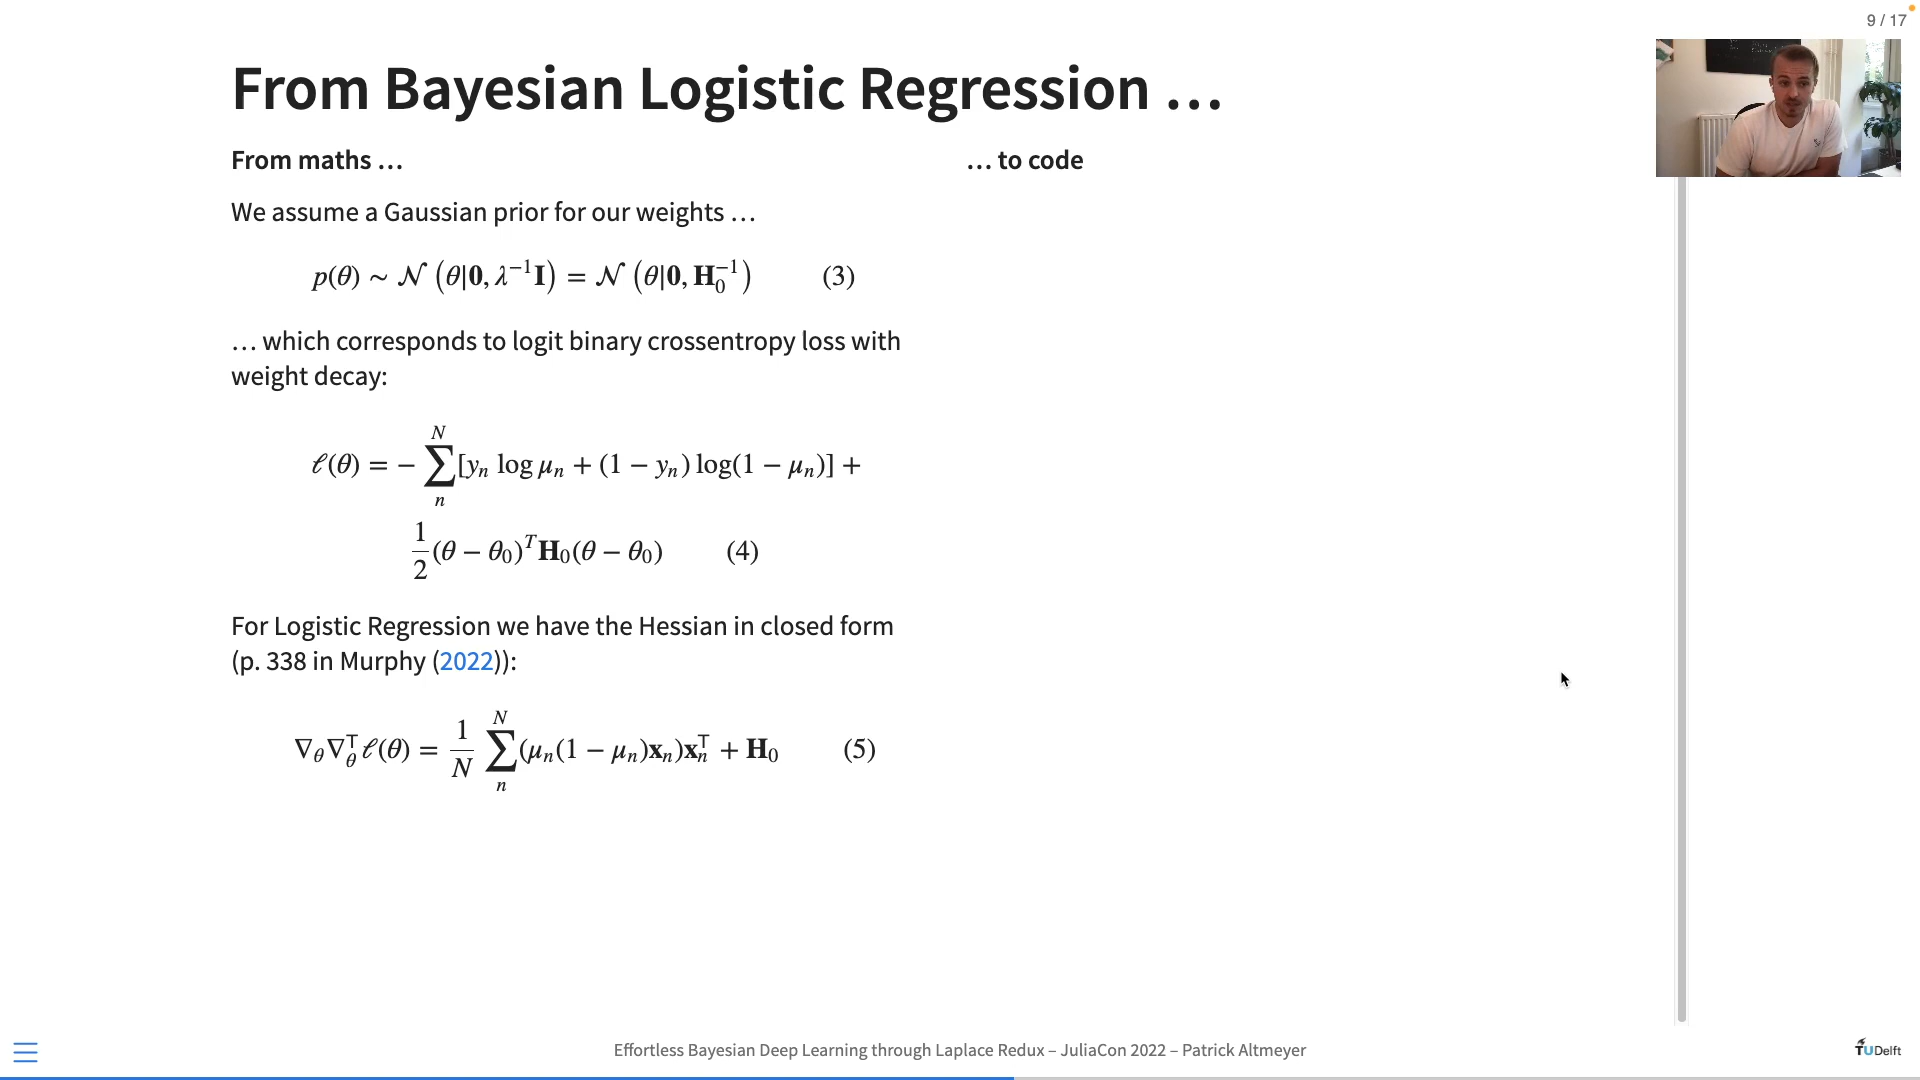 9 / 17
From Bayesian Logistic Regression …
From maths …
We assume a Gaussian prior for our weights …
p(θ) ∼ 𝒩 (θ|𝟎, λ⁻¹𝐈) = 𝒩 (θ|𝟎, 𝐇₀⁻¹) (3)
… which corresponds to logit binary crossentropy loss with
weight decay:
ℓ(θ) = − ∑ₙᴺ [yₙ log μₙ + (1 − yₙ) log(1 − μₙ)] +
½(θ − θ₀)ᵀ𝐇₀(θ − θ₀) (4)
For Logistic Regression we have the Hessian in closed form
(p. 338 in Murphy (2022)):
∇_θ∇_θ^⊤ ℓ(θ) = 1/N ∑ₙᴺ (μₙ(1 − μₙ)𝐱ₙ)𝐱ₙ^⊤ + 𝐇₀ (5)
… to code
Effortless Bayesian Deep Learning through Laplace Redux – JuliaCon 2022 – Patrick Altmeyer
TUDelft